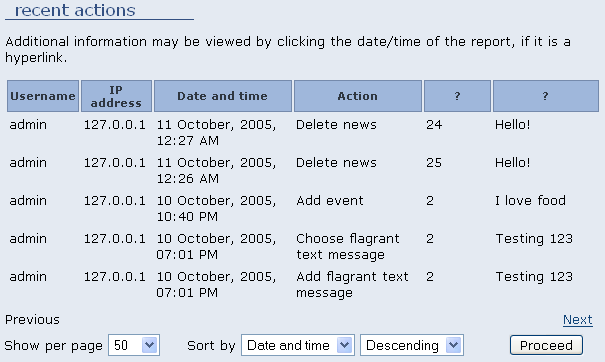 recent actions
Additional information may be viewed by clicking the date/time of the report, if it is a
hyperlink.
Username IP address Date and time Action ? ?
admin 127.0.0.1 11 October, 2005, 12:27 AM Delete news 24 Hello!
admin 127.0.0.1 11 October, 2005, 12:26 AM Delete news 25 Hello!
admin 127.0.0.1 10 October, 2005, 10:40 PM Add event 2 I love food
admin 127.0.0.1 10 October, 2005, 07:01 PM Choose flagrant text message 2 Testing 123
admin 127.0.0.1 10 October, 2005, 07:01 PM Add flagrant text message 2 Testing 123
Previous Next
Show per page 50 Sort by Date and time Descending Proceed